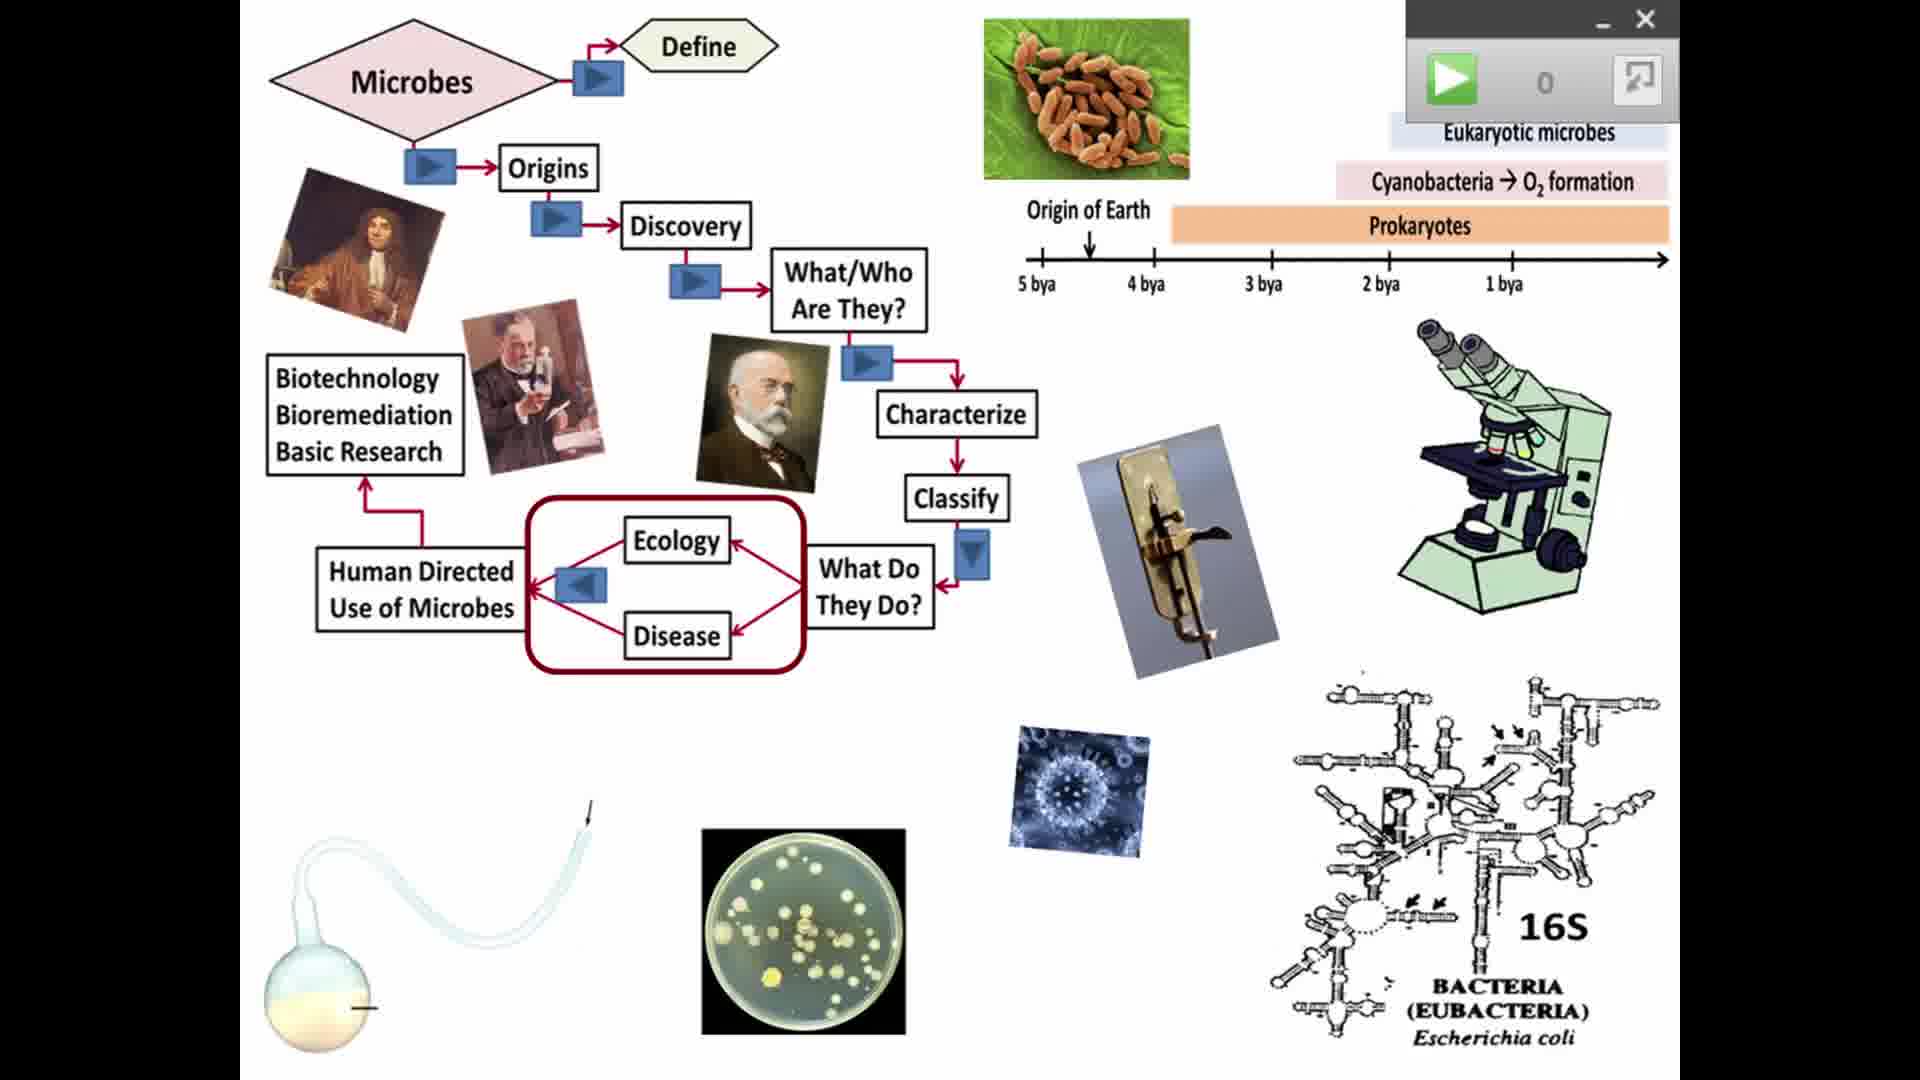 Microbes
Define
0
Origins
Discovery
What/Who
Are They?
Characterize
Classify
What Do
They Do?
Ecology
Disease
Human Directed
Use of Microbes
Biotechnology
Bioremediation
Basic Research
Eukaryotic microbes
Cyanobacteria → O₂ formation
Prokaryotes
Origin of Earth
5 bya
4 bya
3 bya
2 bya
1 bya
16S
BACTERIA
(EUBACTERIA)
Escherichia coli